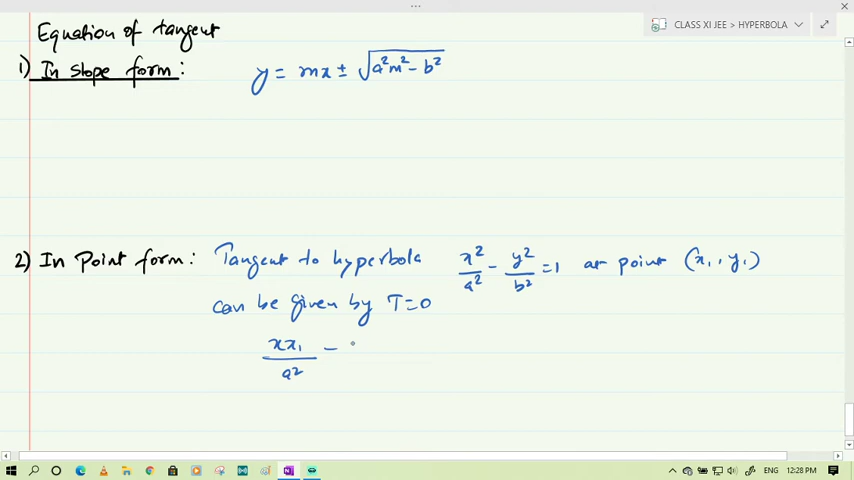 CLASS XI JEE > HYPERBOLA
Equation of tangent
1) In slope form : y = mx ± √(a²m² - b²)
2) In Point form : Tangent to hyperbola x²/a² - y²/b² = 1 at point (x₁, y₁)
can be given by T=0
xx₁/a² -
ENG 12:28 PM